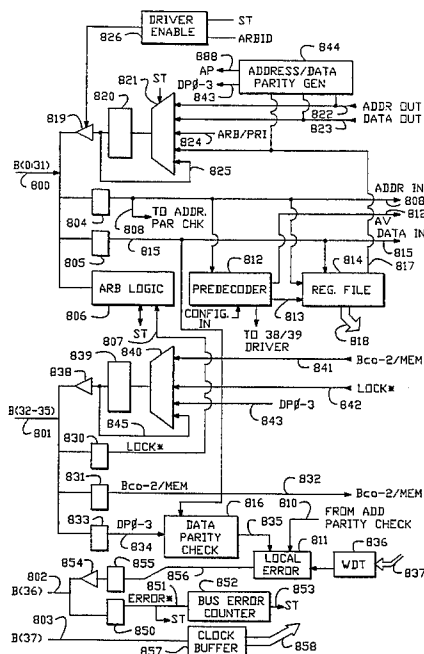 DRIVER ENABLE
826
ST
ARBID
888
844
AP
DPØ-3
843
ADDRESS/DATA PARITY GEN
821
ST
820
819
822
ADDR OUT
823
DATA OUT
824
ARB/PRI
825
B(0:31)
800
804
808
TO ADDR. PAR CHK
ADDR IN
808
812
AV
DATA IN
805
815
815
817
812
814
ARB LOGIC
PREDECODER
REG. FILE
806
813
818
CONFIG. IN
TO 38/39 DRIVER
807
ST
839
840
838
Bco-2/MEM
841
LOCK*
842
DPØ-3
843
845
B(32-35)
801
830
LOCK*
831
Bco-2/MEM
832
Bco-2/MEM
833
DPØ-3
834
816
DATA PARITY CHECK
835
810
FROM ADD PARITY CHECK
811
LOCAL ERROR
836
WDT
837
854
855
856
802
B(36)
850
ERROR*
851
852
BUS ERROR COUNTER
853
ST
ST
803
B(37)
857
CLOCK BUFFER
858